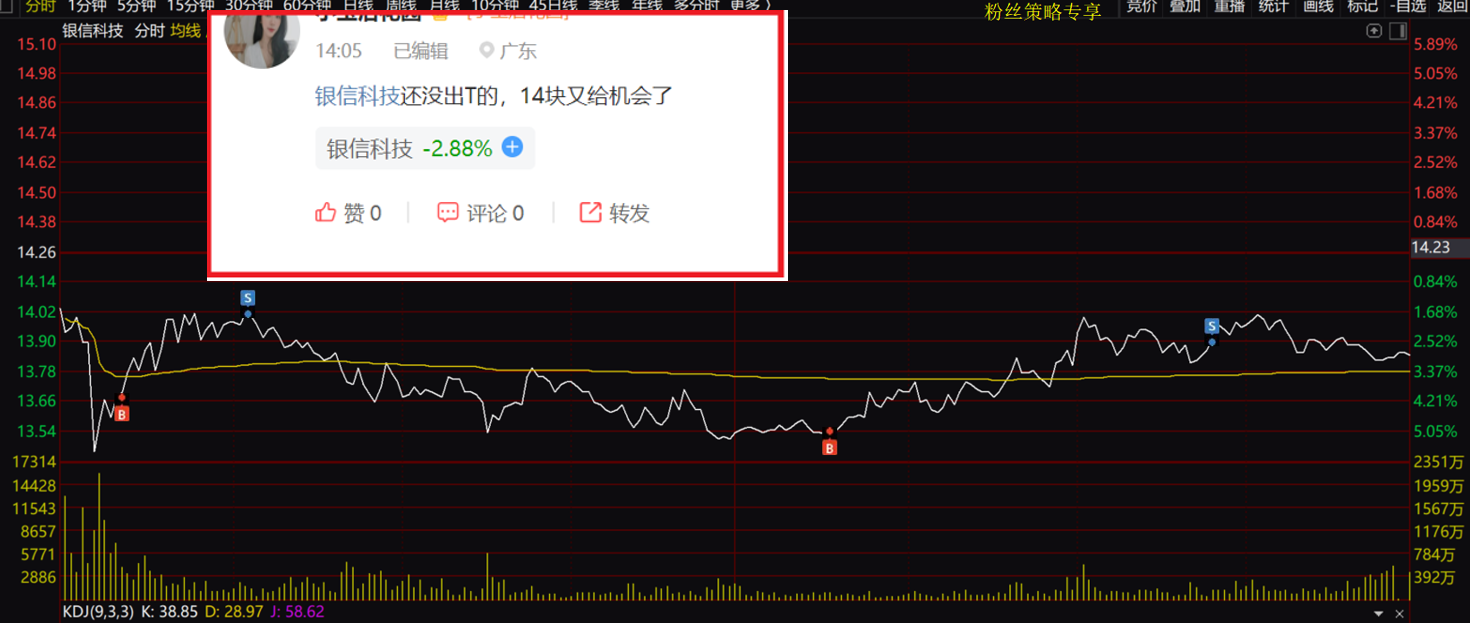 分时 1分钟 5分钟 15分钟 30分钟 60分钟 日线 周线 月线 10分钟 45日线 季线 年线 多分时 更多
粉丝策略专享
竞价 叠加 重播 统计 画线 标记 -自选 返回
银信科技 分时 均线
14:05 已编辑 广东
银信科技还没出T的，14块又给机会了
银信科技 -2.88%
赞 0 评论 0 转发
15.10 5.89%
14.98 5.05%
14.86 4.21%
14.74 3.37%
14.62 2.52%
14.50 1.68%
14.38 0.84%
14.26 14.23
14.14 0.84%
S
14.02 1.68%
S
13.90 2.52%
13.78 3.37%
13.66 4.21%
B
13.54 5.05%
B
17314 2351万
14428 1959万
11543 1567万
8657 1176万
5771 784万
2886 392万
KDJ(9,3,3) K: 38.85 D: 28.97 J: 58.62